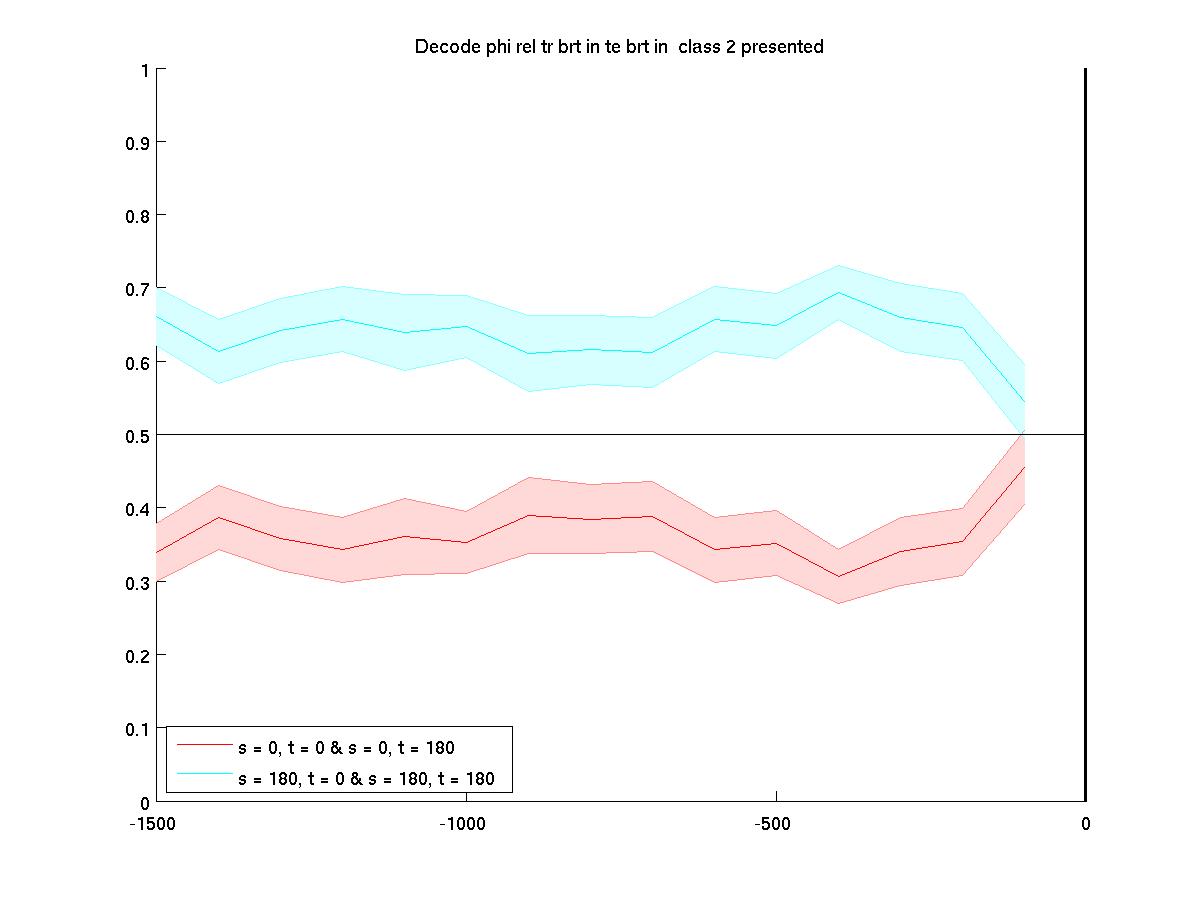 Decode phi rel tr brt in te brt in  class 2 presented
1
0.9
0.8
0.7
0.6
0.5
0.4
0.3
0.2
0.1
0
s = 0, t = 0 & s = 0, t = 180
s = 180, t = 0 & s = 180, t = 180
-1500 -1000 -500 0